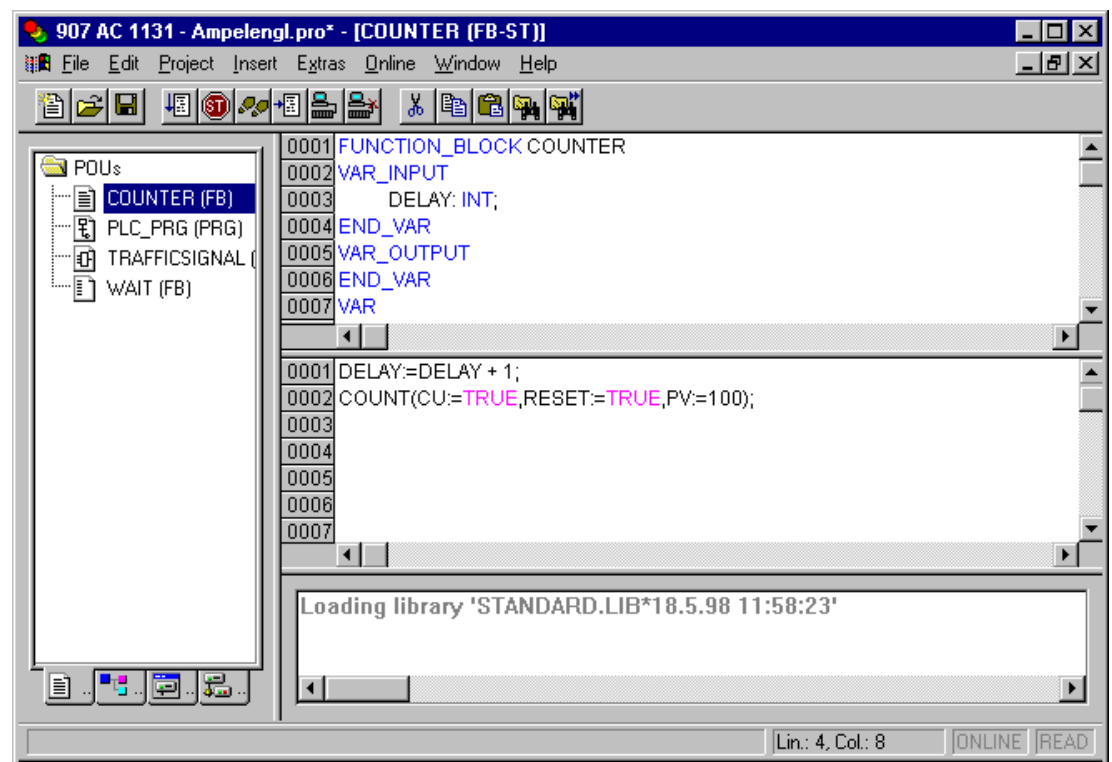 907 AC 1131 - Ampelengl.pro* - [COUNTER (FB-ST)]
File Edit Project Insert Extras Online Window Help
ST
POUs
COUNTER (FB)
PLC_PRG (PRG)
TRAFFICSIGNAL (
WAIT (FB)
0001 FUNCTION_BLOCK COUNTER
0002 VAR_INPUT
0003 DELAY: INT;
0004 END_VAR
0005 VAR_OUTPUT
0006 END_VAR
0007 VAR
0001 DELAY:=DELAY + 1;
0002 COUNT(CU:=TRUE,RESET:=TRUE,PV:=100);
0003
0004
0005
0006
0007
Loading library 'STANDARD.LIB*18.5.98 11:58:23'
.. .. .. ..
Lin.: 4, Col.: 8 ONLINE READ